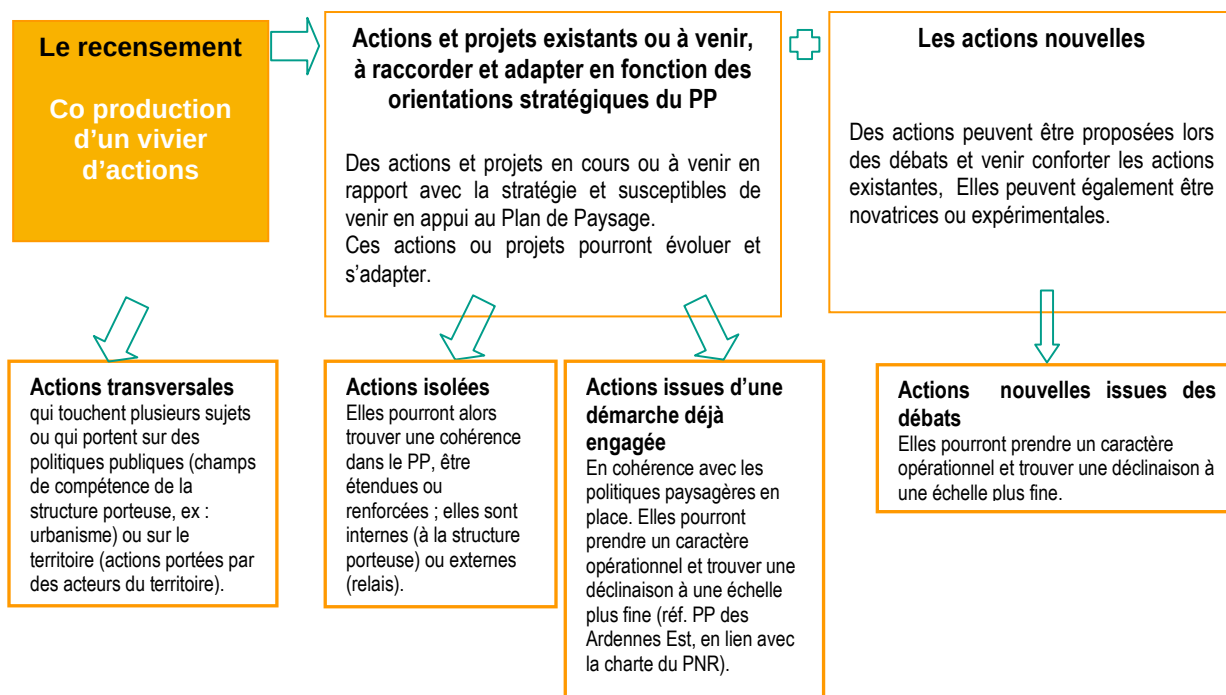 Le recensement
Co production
d'un vivier
d'actions
Actions et projets existants ou à venir,
à raccorder et adapter en fonction des
orientations stratégiques du PP
Des actions et projets en cours ou à venir en
rapport avec la stratégie et susceptibles de
venir en appui au Plan de Paysage.
Ces actions ou projets pourront évoluer et
s'adapter.
Les actions nouvelles
Des actions peuvent être proposées lors
des débats et venir conforter les actions
existantes, Elles peuvent également être
novatrices ou expérimentales.
Actions transversales
qui touchent plusieurs sujets
ou qui portent sur des
politiques publiques (champs
de compétence de la
structure porteuse, ex :
urbanisme) ou sur le
territoire (actions portées par
des acteurs du territoire).
Actions isolées
Elles pourront alors
trouver une cohérence
dans le PP, être
étendues ou
renforcées ; elles sont
internes (à la structure
porteuse) ou externes
(relais).
Actions issues d'une
démarche déjà
engagée
En cohérence avec les
politiques paysagères en
place. Elles pourront
prendre un caractère
opérationnel et trouver une
déclinaison à une échelle
plus fine (réf. PP des
Ardennes Est, en lien avec
la charte du PNR).
Actions nouvelles issues des
débats
Elles pourront prendre un caractère
opérationnel et trouver une déclinaison à
une échelle plus fine.